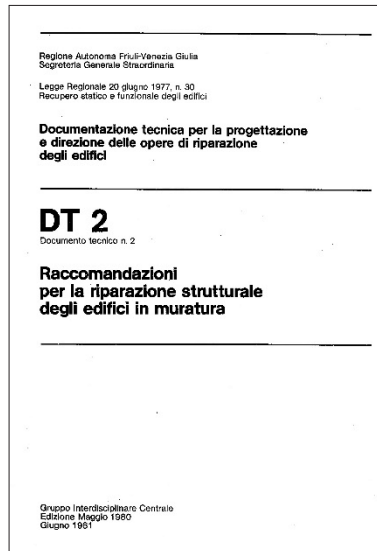 Regione Autonoma Friuli-Venezia Giulia
Segreteria Generale Straordinaria
Legge Regionale 20 giugno 1977, n. 30
Recupero statico e funzionale degli edifici
Documentazione tecnica per la progettazione
e direzione delle opere di riparazione
degli edifici
DT 2
Documento tecnico n. 2
Raccomandazioni
per la riparazione strutturale
degli edifici in muratura
Gruppo Interdisciplinare Centrale
Edizione Maggio 1980
Giugno 1981